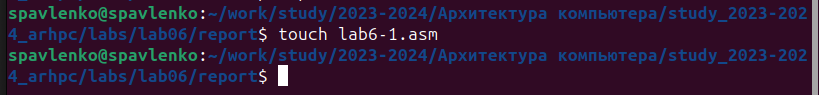 spavlenko@spavlenko:~/work/study/2023-2024/Архитектура компьютера/study_2023-202
4_arhpc/labs/lab06/report$ touch lab6-1.asm
spavlenko@spavlenko:~/work/study/2023-2024/Архитектура компьютера/study_2023-202
4_arhpc/labs/lab06/report$